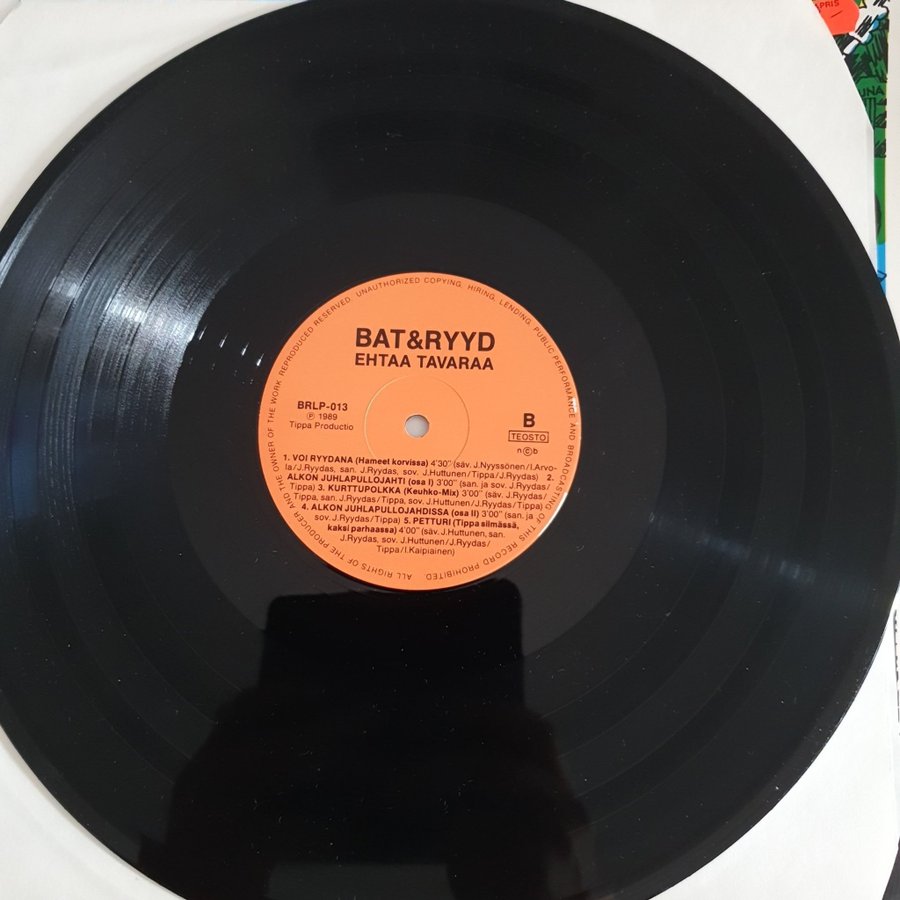 APRIS
UNA
BAT&RYYD
EHTAA TAVARAA
BRLP-013
Ⓟ 1989
Tippa Productio
B
TEOSTO
n©b
1. VOI RYYDANA (Hameel korvissa) 4'30" (säv. J.Nyyssönen/I.Arvo-
la/J.Ryydas, san. J.Ryydas, sov. J.Huttunen/Tippa/J.Ryydas) 2.
ALKON JUHLAPULLOJAHTI (osa I) 3'00" (san. ja sov. J.Ryydas/
Tippa) 3. KURTTUPOLKKA (Keuhko-Mix) 3'00" (säv. J.Ryydas/
Tippa, san. J.Ryydas/Tippa, sov. J.Huttunen/J.Ryydas/Tippa)
4. ALKON JUHLAPULLOJAHDISSA (osa II) 3'00" (san. ja
sov. J.Ryydas/Tippa) 5. PETTURI (Tippa silmässä,
kaksi parhaassa) 4'00" (säv. J.Huttunen, san.
J.Ryydas, sov. J.Huttunen/J.Ryydas/
Tippa/I.Kaipiainen)
ALL RIGHTS OF THE PRODUCER AND THE OWNER OF THE WORK REPRODUCED RESERVED. UNAUTHORIZED COPYING, HIRING, LENDING, PUBLIC PERFORMANCE AND BROADCASTING OF THIS RECORD PROHIBITED